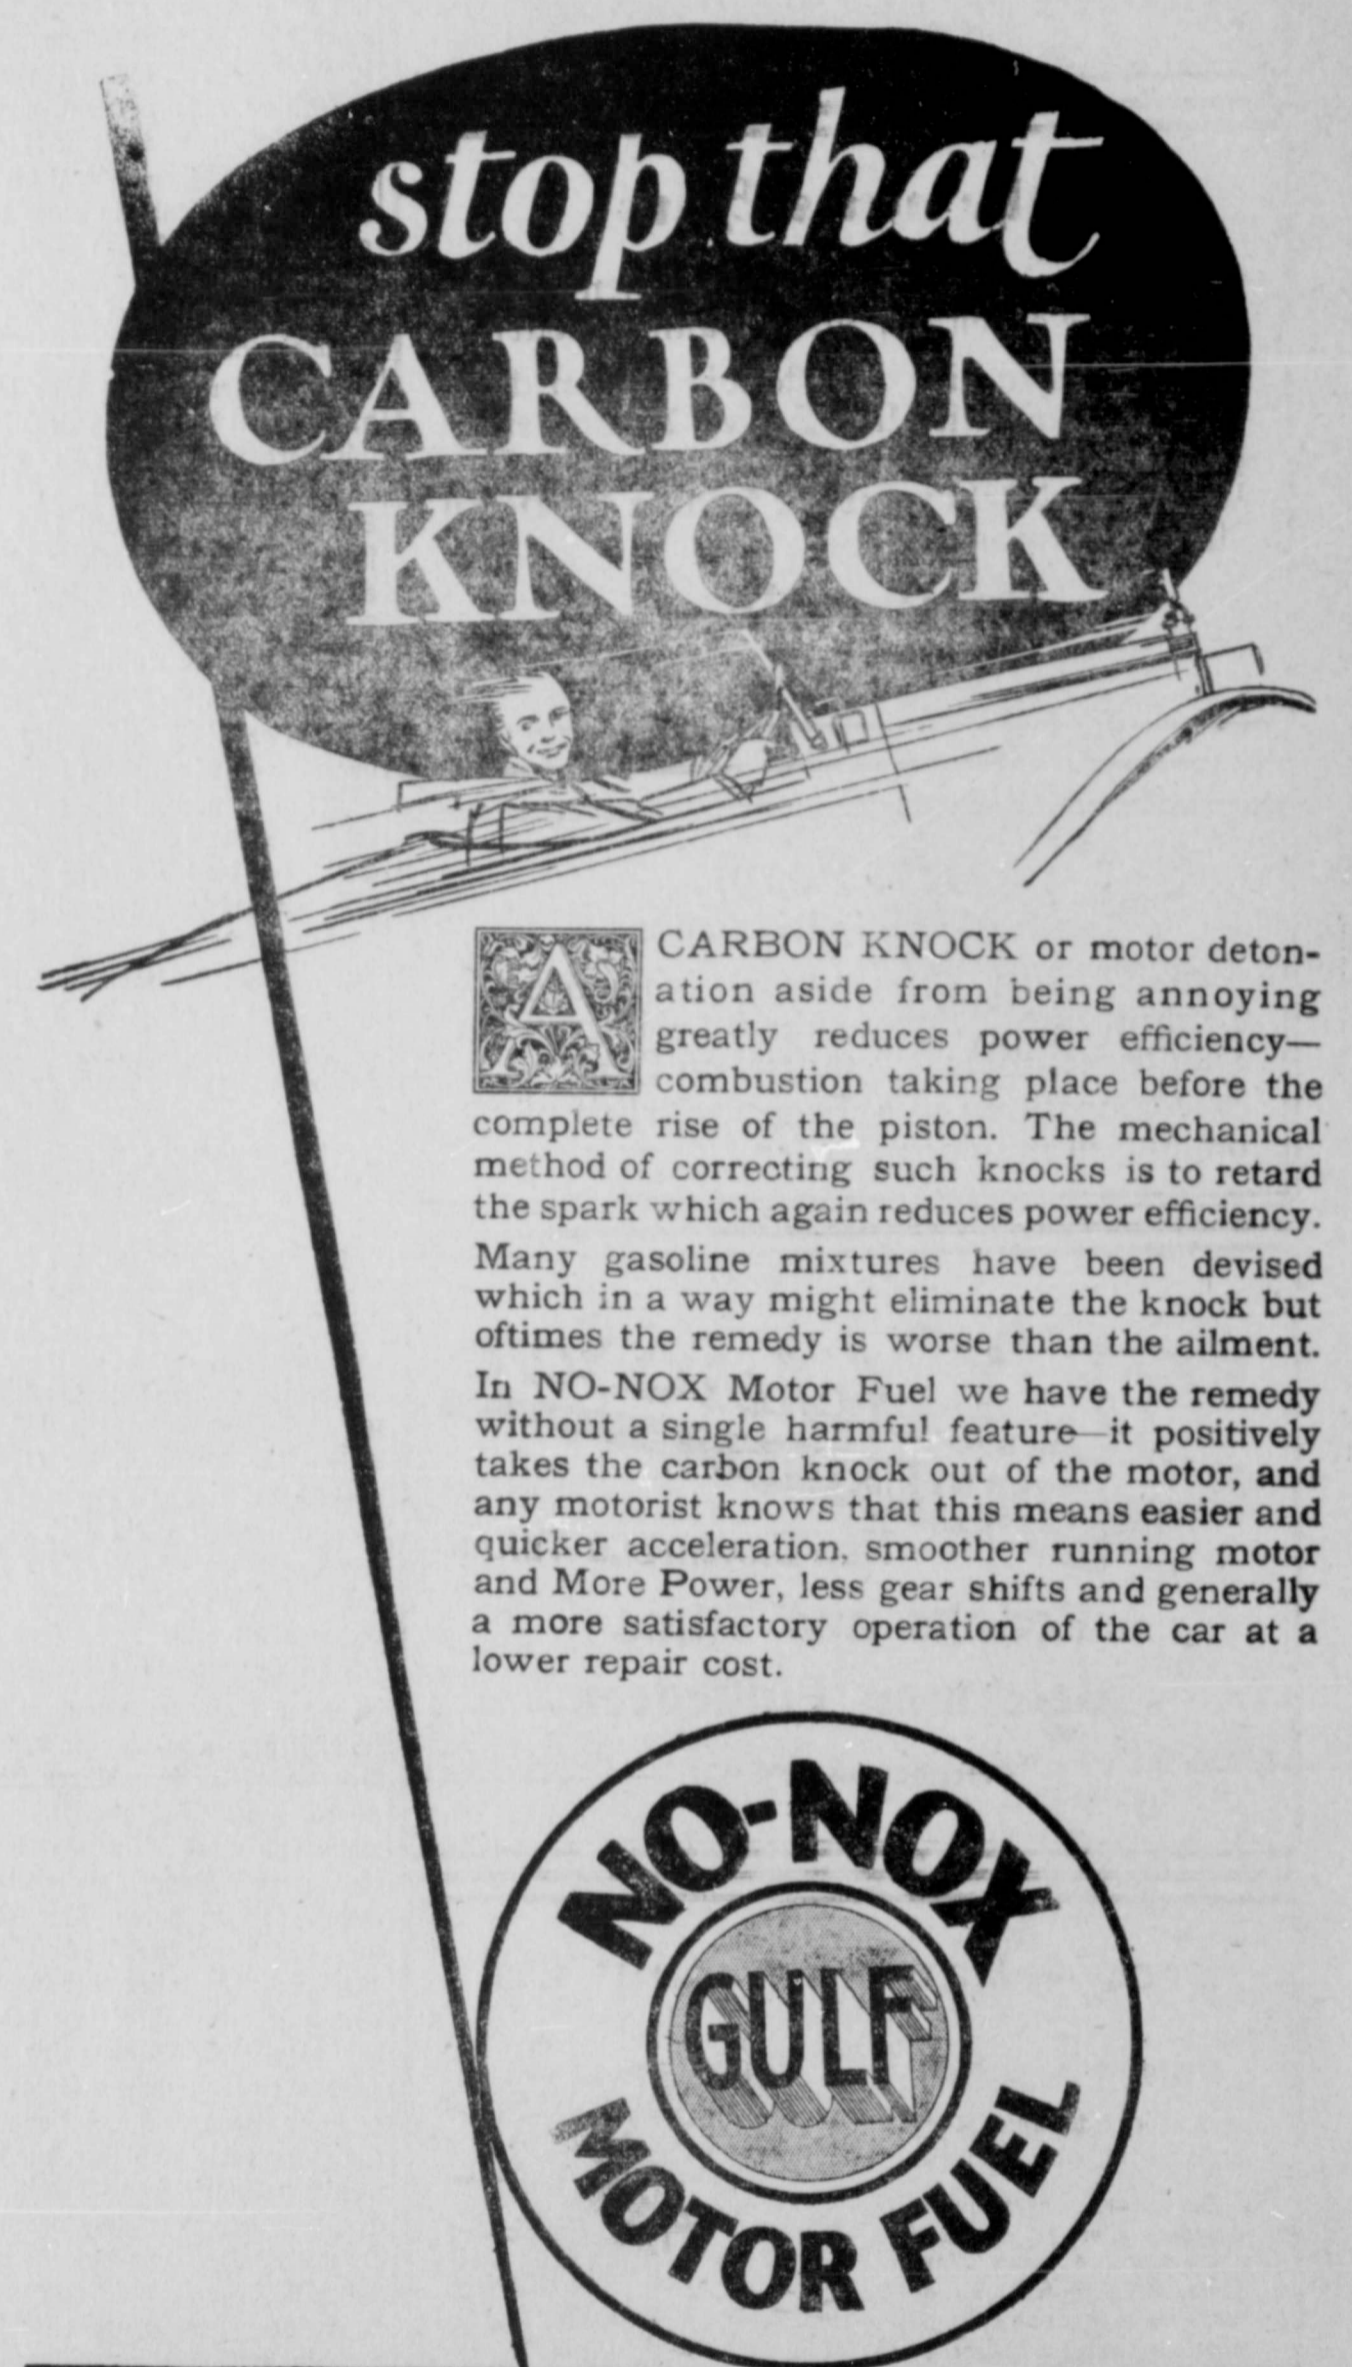 stop that
CARBON
KNOCK
A CARBON KNOCK or motor deton-
ation aside from being annoying
greatly reduces power efficiency—
combustion taking place before the
complete rise of the piston. The mechanical
method of correcting such knocks is to retard
the spark which again reduces power efficiency.
Many gasoline mixtures have been devised
which in a way might eliminate the knock but
oftimes the remedy is worse than the ailment.
In NO-NOX Motor Fuel we have the remedy
without a single harmful feature—it positively
takes the carbon knock out of the motor, and
any motorist knows that this means easier and
quicker acceleration, smoother running motor
and More Power, less gear shifts and generally
a more satisfactory operation of the car at a
lower repair cost.
NO-NOX
GULF
MOTOR FUEL